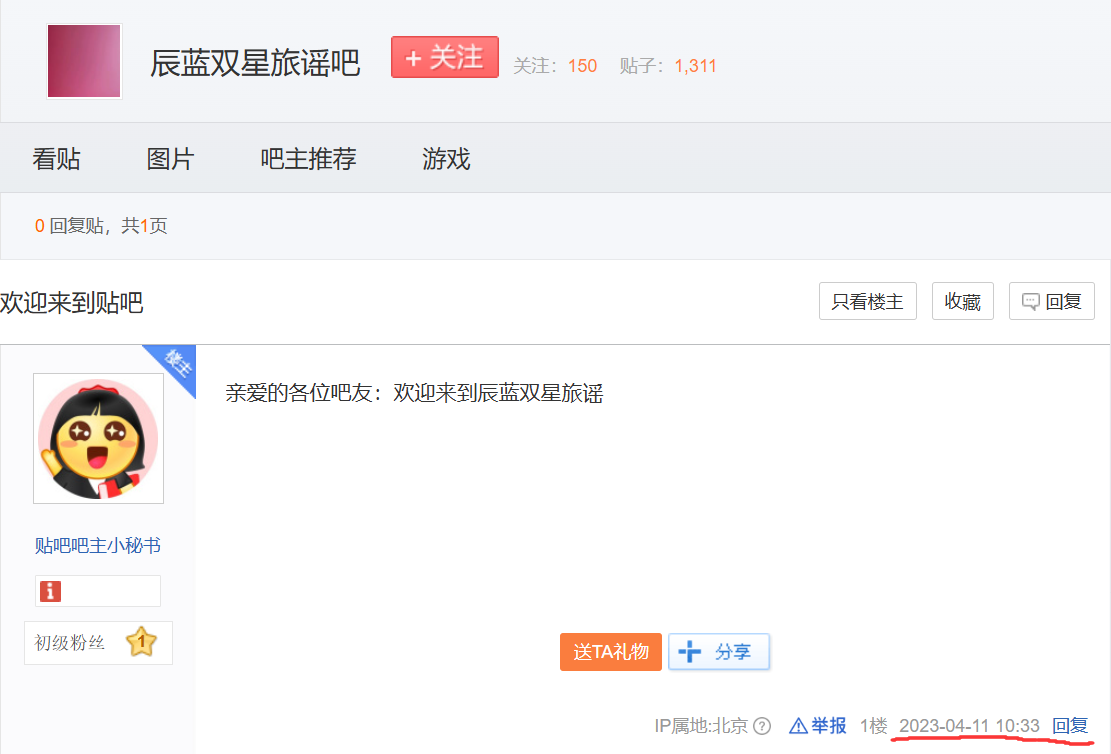 辰蓝双星旅谣吧
+ 关注
关注：150 贴子：1,311
看贴 图片 吧主推荐 游戏
0 回复贴，共1页
欢迎来到贴吧
只看楼主 收藏 回复
楼主
亲爱的各位吧友：欢迎来到辰蓝双星旅谣
贴吧吧主小秘书
初级粉丝 1
送TA礼物 分享
IP属地:北京 举报 1楼 2023-04-11 10:33 回复